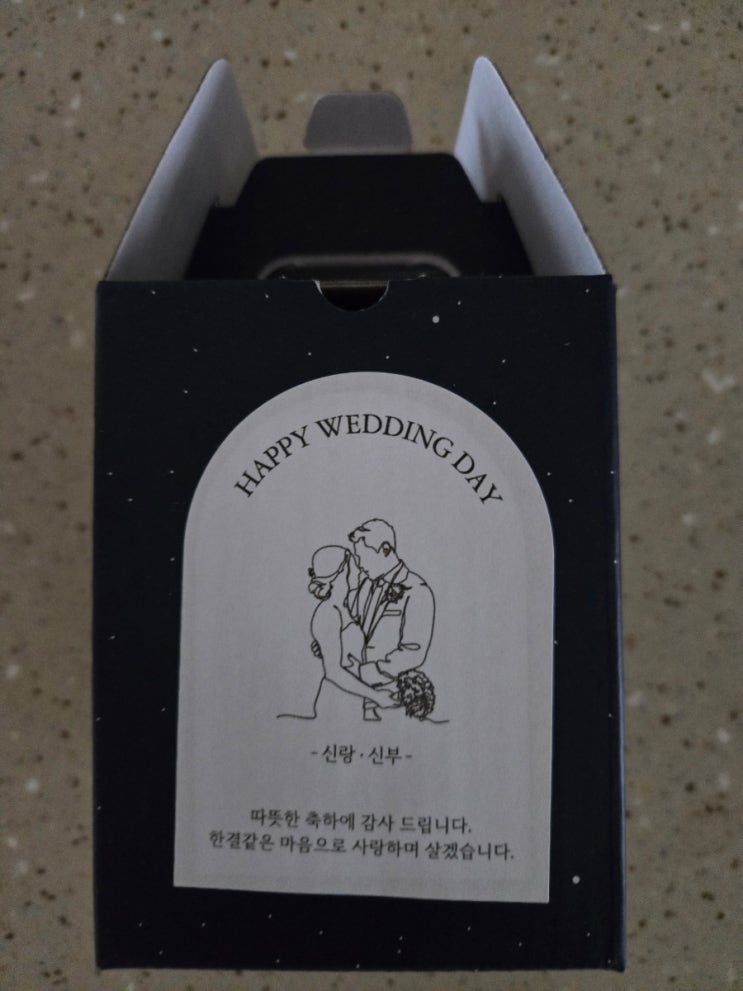 HAPPY WEDDING DAY
- 신랑 · 신부 -
따뜻한 축하에 감사 드립니다.
한결같은 마음으로 사랑하며 살겠습니다.